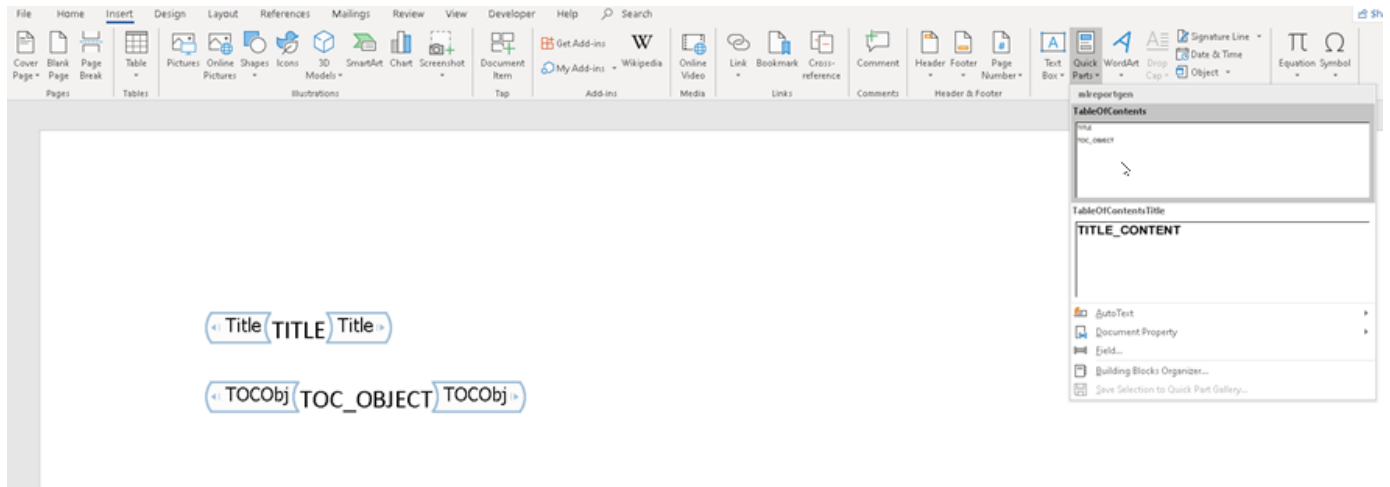 File Home Insert Design Layout References Mailings Review View Developer Help Search Sh
Cover Page Blank Page Page Break Table Pictures Online Pictures Shapes Icons 3D Models SmartArt Chart Screenshot Document Item Get Add-ins My Add-ins Wikipedia Online Video Link Bookmark Cross-reference Comment Header Footer Page Number Text Box Quick Parts WordArt Drop Cap Signature Line Date & Time Object Equation Symbol
Pages Tables Illustrations Tap Add-ins Media Links Comments Header & Footer
mlreportgen
TableOfContents
TITLE
TOC_OBJECT
TableOfContentsTitle
TITLE_CONTENT
AutoText
Document Property
Field...
Building Blocks Organizer...
Save Selection to Quick Part Gallery...
Title TITLE Title
TOCObj TOC_OBJECT TOCObj